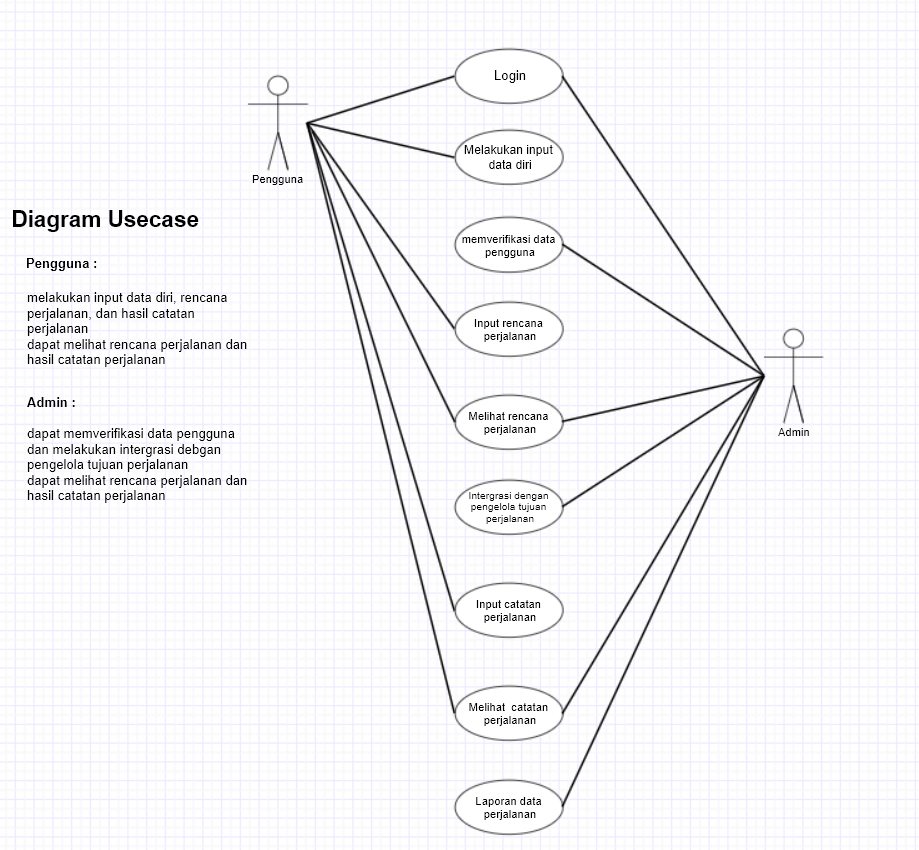 Login
Melakukan input
data diri
Pengguna
Diagram Usecase
memverifikasi data
pengguna
Pengguna :
melakukan input data diri, rencana
perjalanan, dan hasil catatan
perjalanan
dapat melihat rencana perjalanan dan
hasil catatan perjalanan
Input rencana
perjalanan
Admin :
dapat memverifikasi data pengguna
dan melakukan intergrasi debgan
pengelola tujuan perjalanan
dapat melihat rencana perjalanan dan
hasil catatan perjalanan
Melihat rencana
perjalanan
Admin
Intergrasi dengan
pengelola tujuan
perjalanan
Input catatan
perjalanan
Melihat  catatan
perjalanan
Laporan data
perjalanan